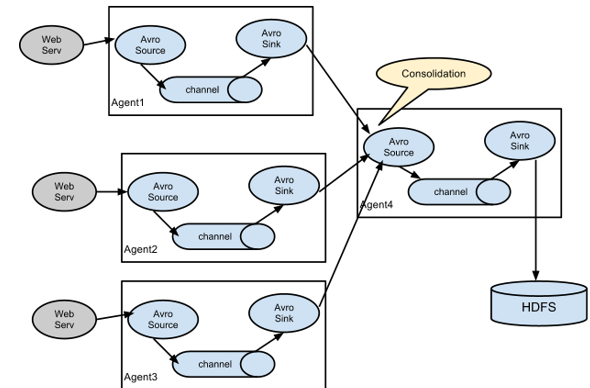 Web
Serv
Avro
Source
Avro
Sink
channel
Agent1
Consolidation
Web
Serv
Avro
Source
Avro
Sink
channel
Agent2
Avro
Source
Avro
Sink
channel
Agent4
Web
Serv
Avro
Source
Avro
Sink
channel
Agent3
HDFS